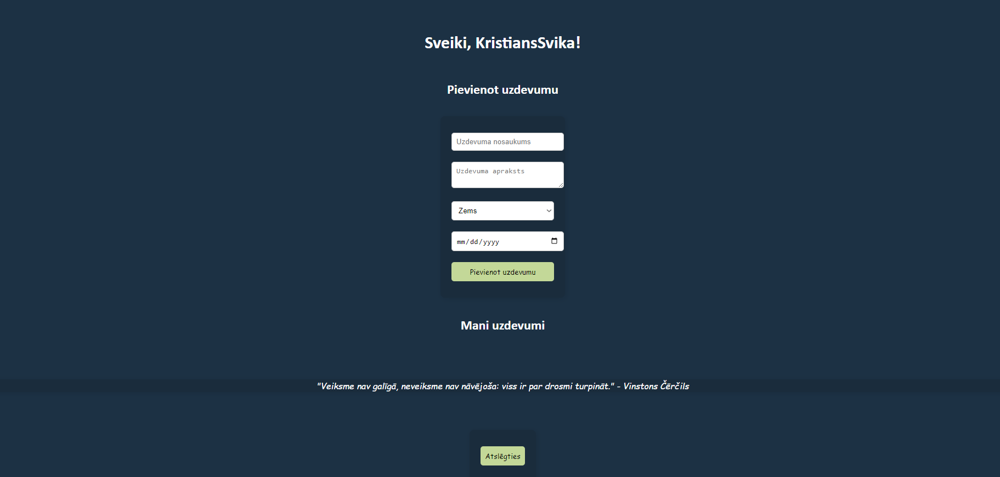 Sveiki, KristiansSvika!
Pievienot uzdevumu
Uzdevuma nosaukums
Uzdevuma apraksts
Zems
mm/dd/yyyy
Pievienot uzdevumu
Mani uzdevumi
"Veiksme nav galīgā, neveiksme nav nāvējoša: viss ir par drosmi turpināt." - Vinstons Čērčils
Atslēgties